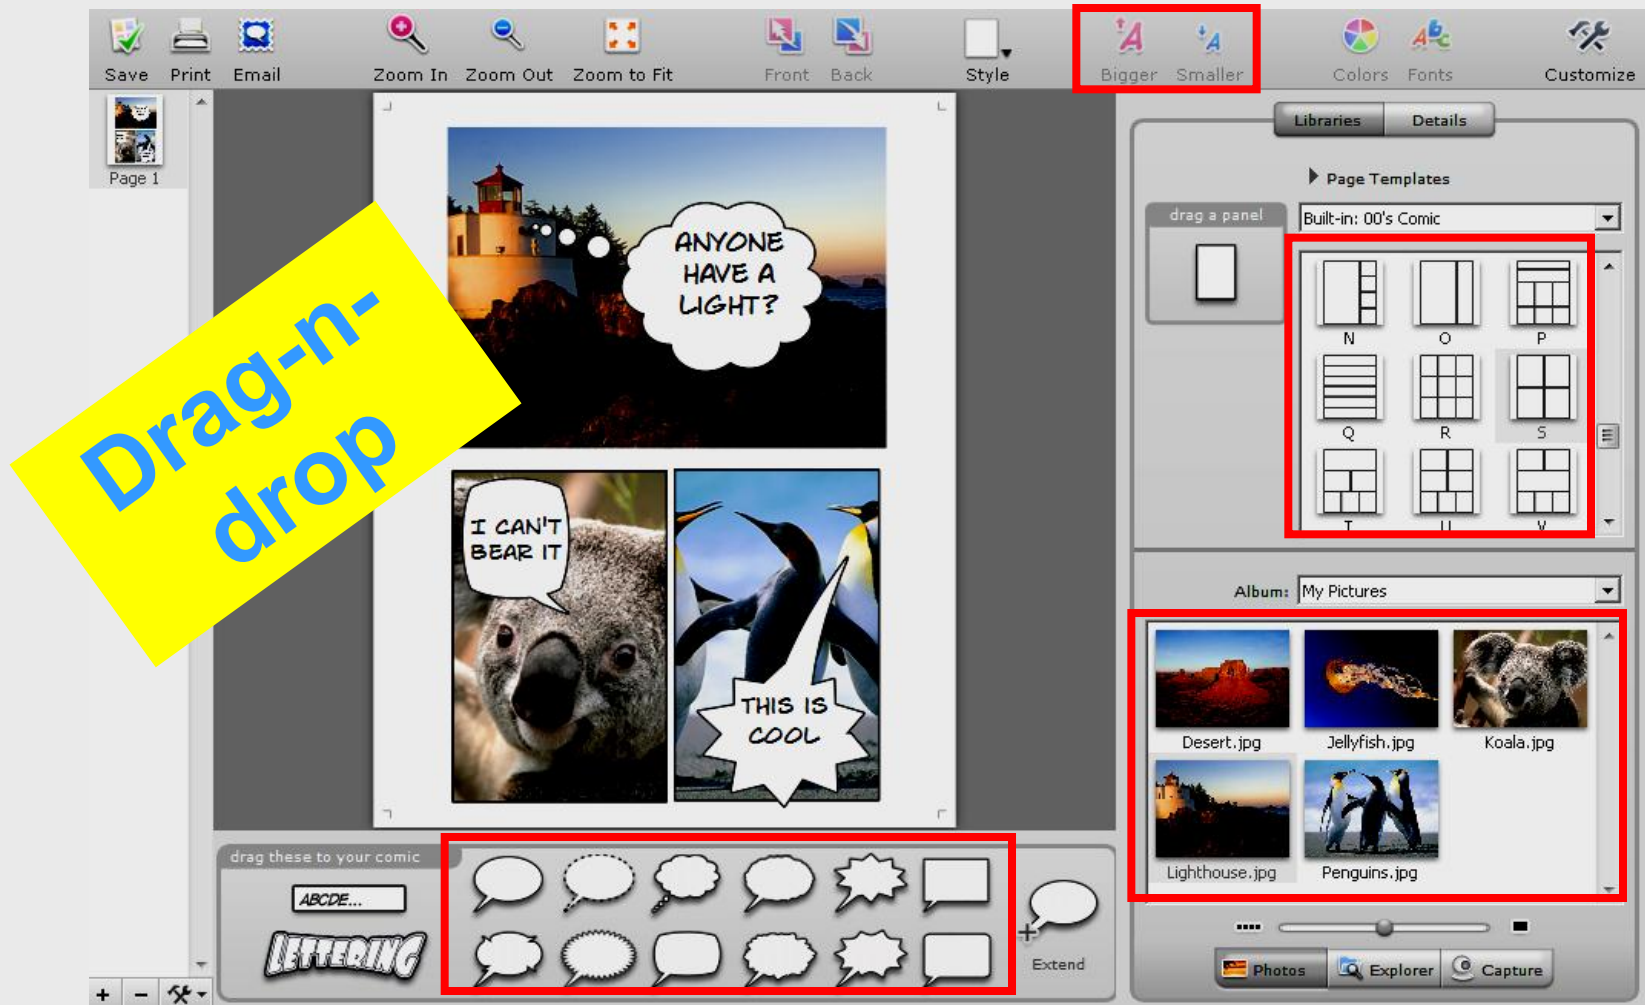 Save Print Email Zoom In Zoom Out Zoom to Fit Front Back Style Bigger Smaller Colors Fonts Customize
Page 1
Libraries Details
Page Templates
drag a panel
Built-in: 00's Comic
N O P
Q R S
T U V
ANYONE
HAVE A
LIGHT?
Drag-n-
drop
I CAN'T
BEAR IT
THIS IS
COOL
Album: My Pictures
Desert.jpg Jellyfish.jpg Koala.jpg
Lighthouse.jpg Penguins.jpg
drag these to your comic
ABCDE...
LETTERING
Extend
Photos Explorer Capture